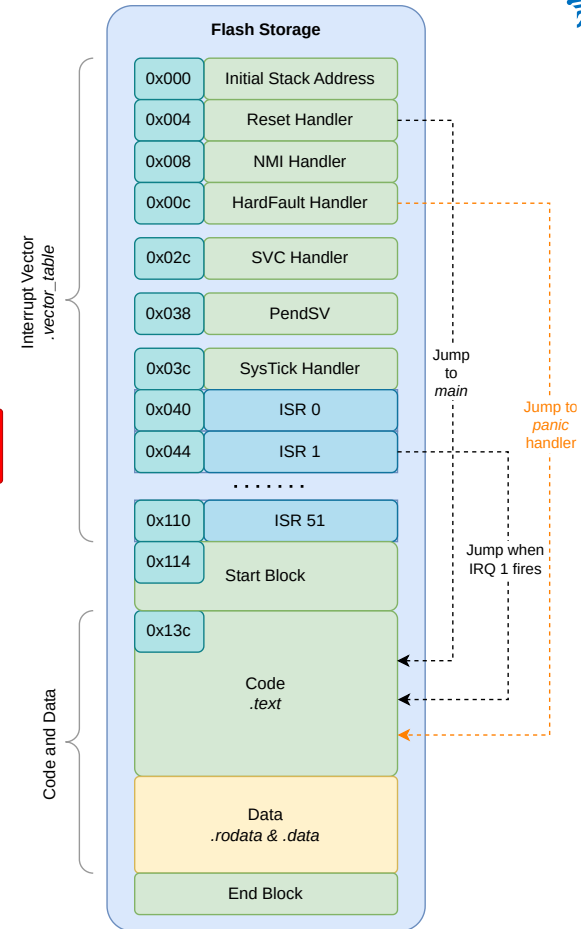 Flash Storage
0x000 Initial Stack Address
0x004 Reset Handler
0x008 NMI Handler
0x00c HardFault Handler
0x02c SVC Handler
0x038 PendSV
0x03c SysTick Handler
0x040 ISR 0
0x044 ISR 1
.......
0x110 ISR 51
0x114
Start Block
0x13c
Code
.text
Data
.rodata & .data
End Block
Interrupt Vector
.vector_table
Code and Data
Jump
to
main
Jump to
panic
handler
Jump when
IRQ 1 fires